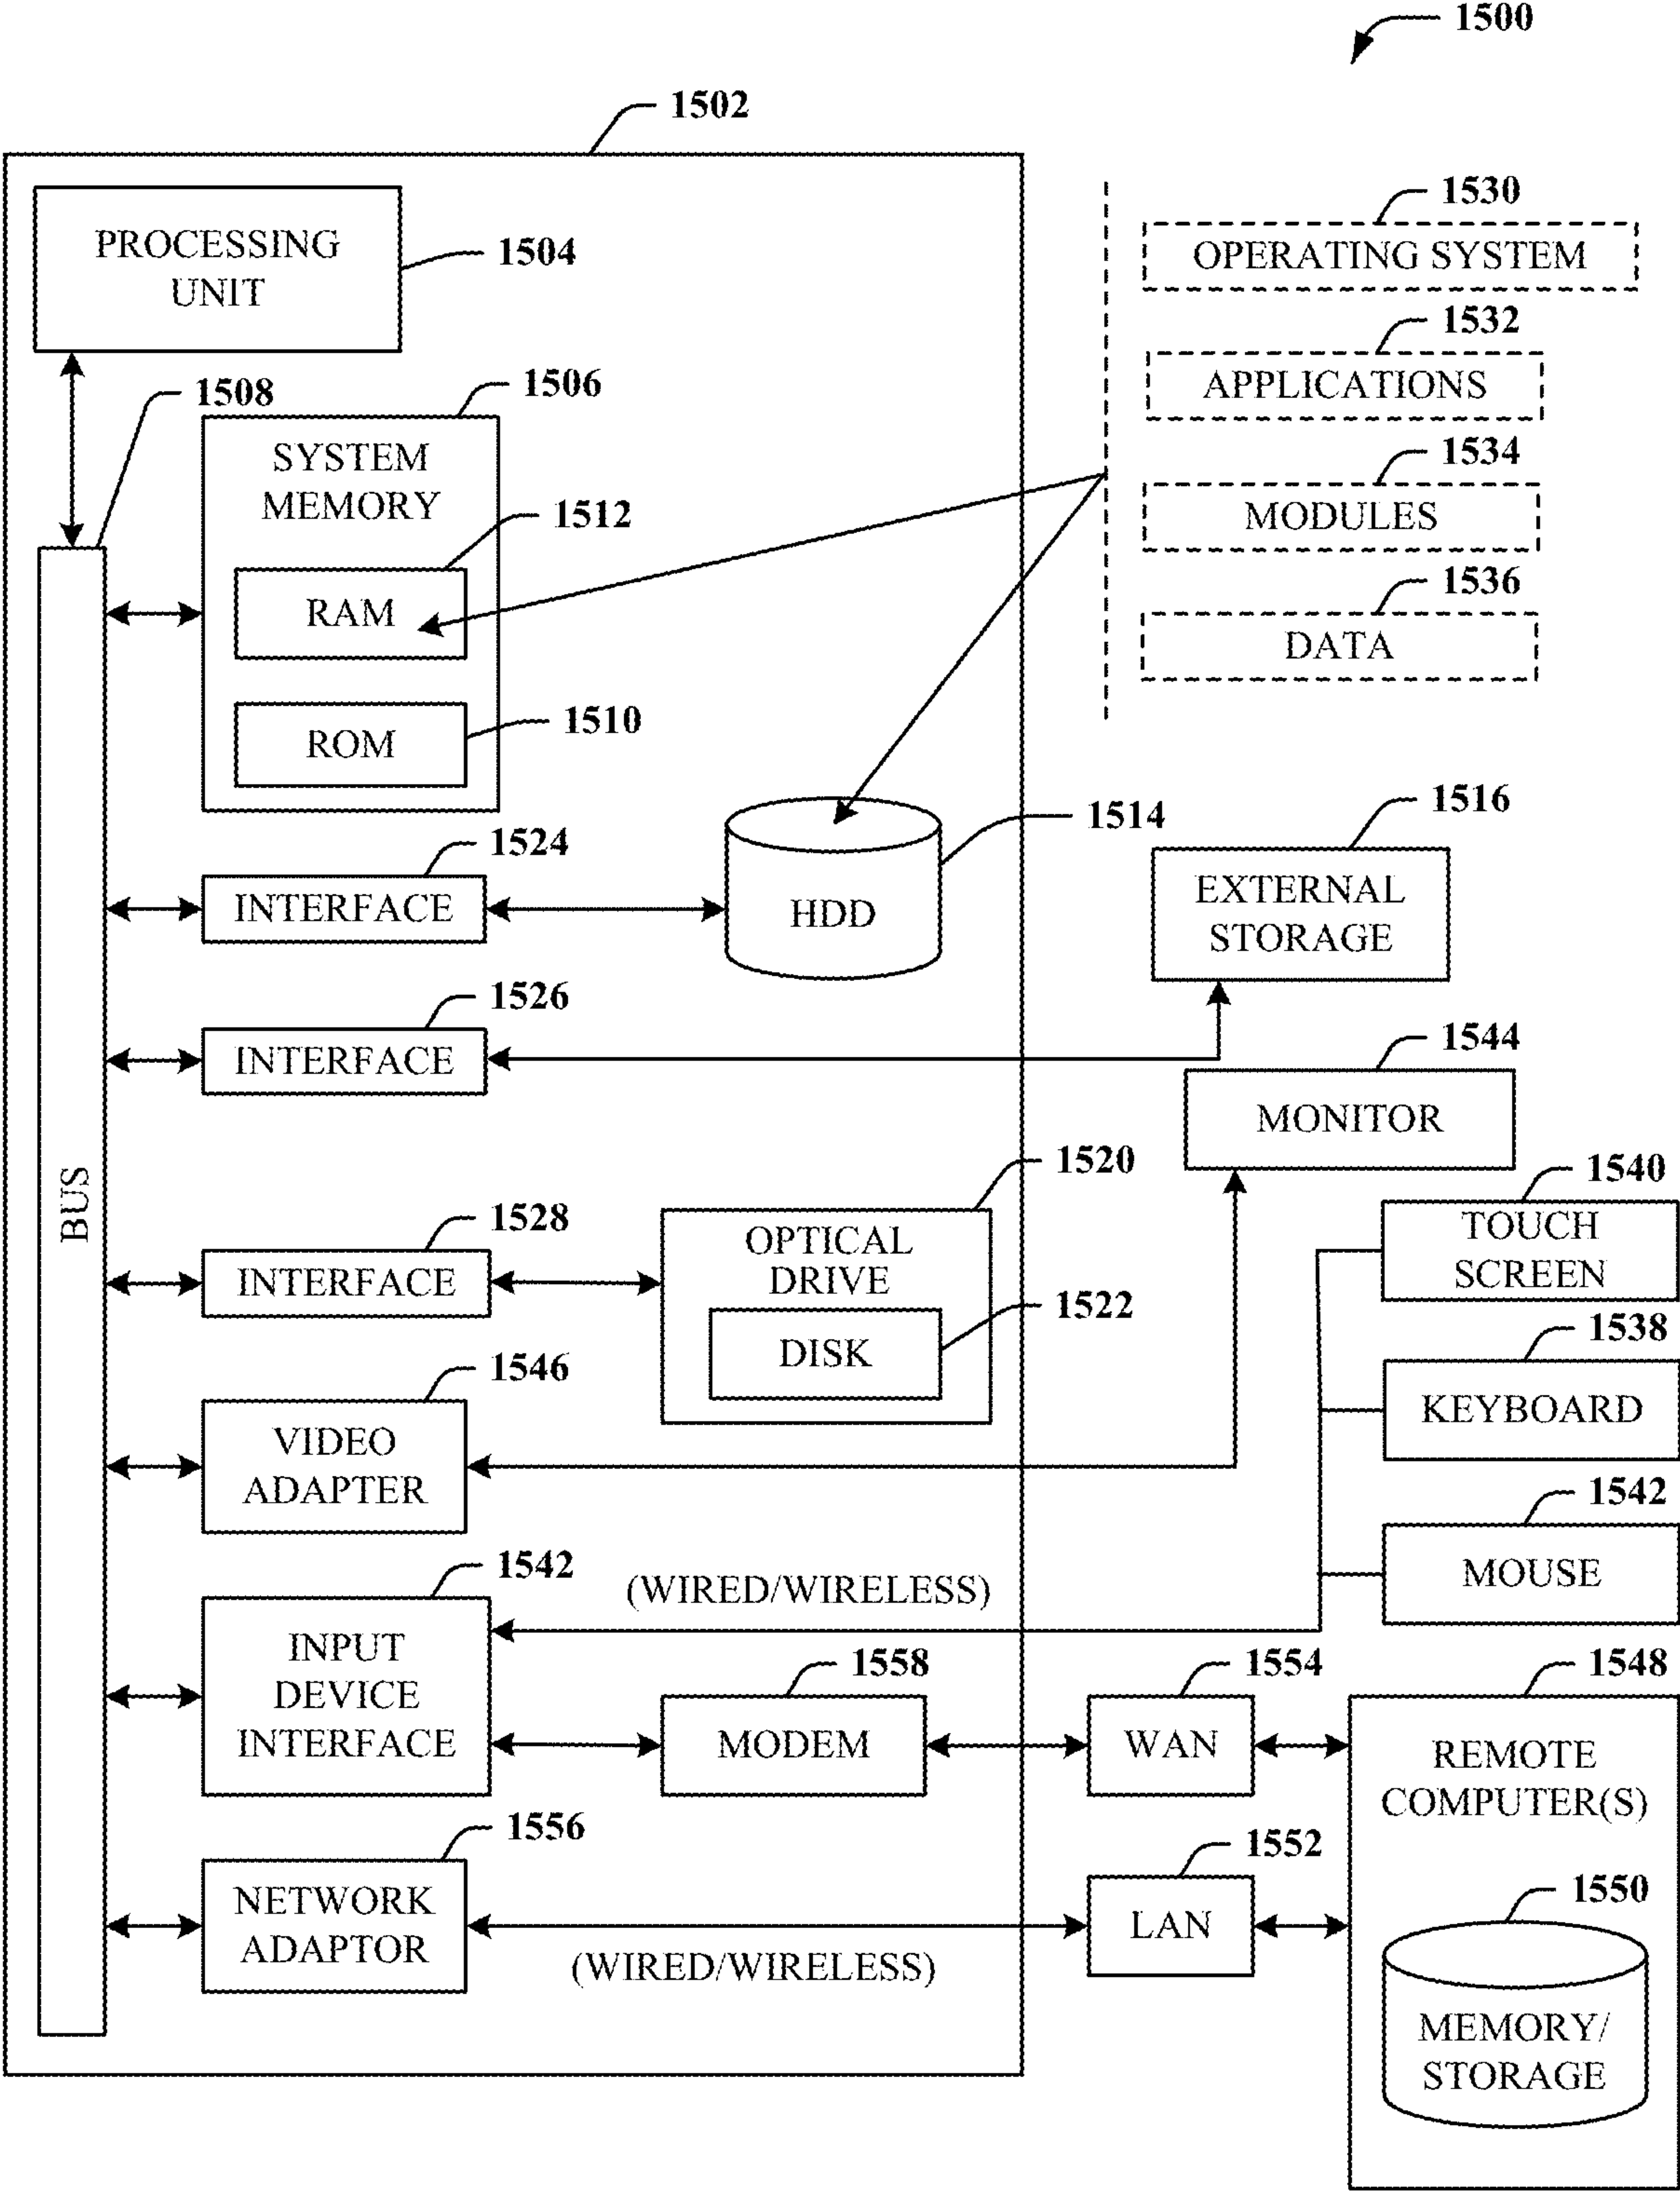 1500
1502
PROCESSING
UNIT
1504
1530
OPERATING SYSTEM
1532
APPLICATIONS
1534
MODULES
1536
DATA
1508
1506
SYSTEM
MEMORY
1512
RAM
1510
ROM
1524
INTERFACE
1514
HDD
1516
EXTERNAL
STORAGE
1526
INTERFACE
1544
MONITOR
BUS
1528
INTERFACE
1520
OPTICAL
DRIVE
1522
DISK
1540
TOUCH
SCREEN
1538
KEYBOARD
1542
MOUSE
1546
VIDEO
ADAPTER
1542
INPUT
DEVICE
INTERFACE
(WIRED/WIRELESS)
1558
MODEM
1554
WAN
1548
REMOTE
COMPUTER(S)
1556
NETWORK
ADAPTOR
(WIRED/WIRELESS)
1552
LAN
1550
MEMORY/
STORAGE